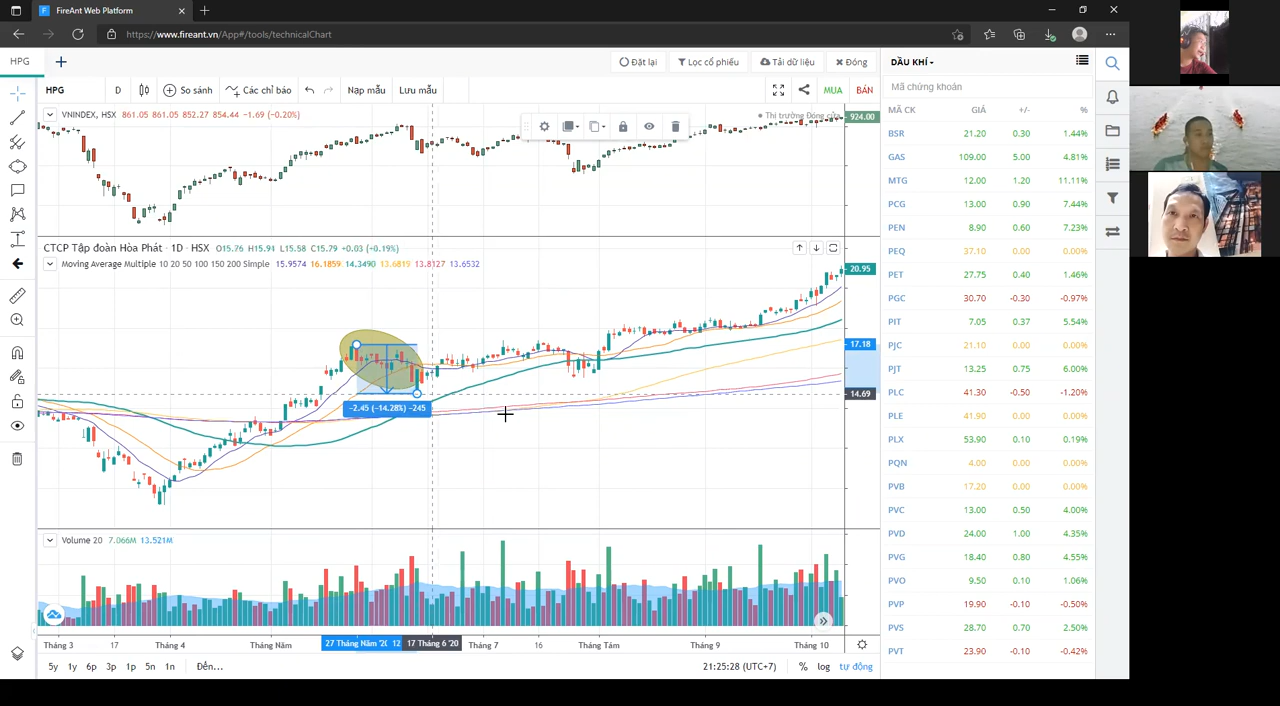 FireAnt Web Platform
https://www.fireant.vn/App#/tools/technicalChart
HPG
Đặt lại
Lọc cổ phiếu
Tải dữ liệu
Đóng
HPG
D
So sánh
Các chỉ báo
Nạp mẫu
Lưu mẫu
MUA
BÁN
VNINDEX, HSX 861.05 861.05 852.27 854.44 −1.69 (−0.20%)
Thị trường Đóng cửa
924.00
CTCP Tập đoàn Hòa Phát · 1D · HSX O15.76 H15.91 L15.58 C15.79 +0.03 (+0.19%)
Moving Average Multiple 10 20 50 100 150 200 Simple 15.9574 16.1859 14.3490 13.6819 13.8127 13.6532
20.95
17.18
14.69
−2.45 (−14.28%) −245
Volume 20 7.066M 13.521M
Tháng 3
17
Tháng 4
Tháng Năm
27 Tháng Năm '2
12
17 Tháng 6 '20
Tháng 7
16
Tháng Tám
Tháng 9
Tháng 10
5y 1y 6p 3p 1p 5n 1n Đến...
21:25:28 (UTC+7)
% log tự động
DẦU KHÍ
Mã chứng khoán
MÃ CK GIÁ +/- %
BSR 21.20 0.30 1.44%
GAS 109.00 5.00 4.81%
MTG 12.00 1.20 11.11%
PCG 13.00 0.90 7.44%
PEN 8.90 0.60 7.23%
PEQ 37.10 0.00 0.00%
PET 27.75 0.40 1.46%
PGC 30.70 -0.30 -0.97%
PIT 7.05 0.37 5.54%
PJC 21.10 0.00 0.00%
PJT 13.25 0.75 6.00%
PLC 41.30 -0.50 -1.20%
PLE 41.90 0.00 0.00%
PLX 53.90 0.10 0.19%
PQN 4.00 0.00 0.00%
PVB 17.20 0.00 0.00%
PVC 13.00 0.50 4.00%
PVD 24.00 1.00 4.35%
PVG 18.40 0.80 4.55%
PVO 9.50 0.10 1.06%
PVP 19.90 -0.10 -0.50%
PVS 28.70 0.70 2.50%
PVT 23.90 -0.10 -0.42%